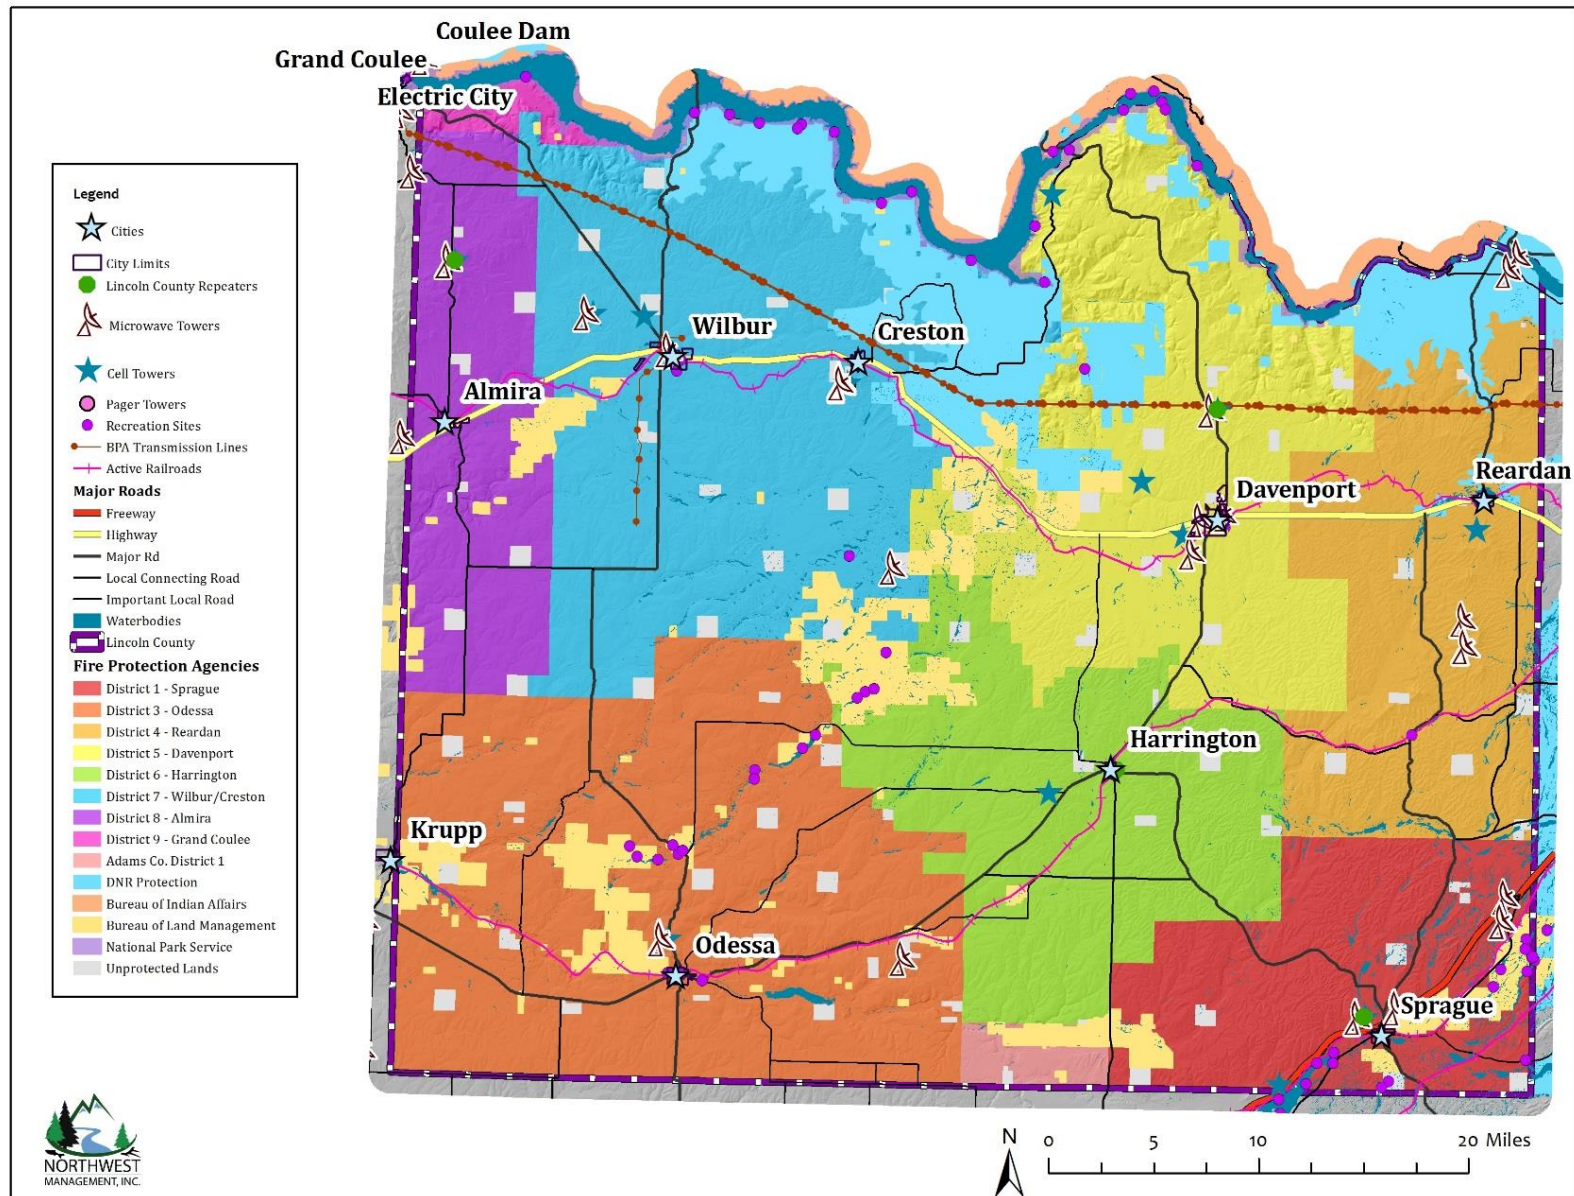 Coulee Dam
Grand Coulee
Electric City
Wilbur
Creston
Almira
Reardan
Davenport
Harrington
Krupp
Odessa
Sprague
Legend
Cities
City Limits
Lincoln County Repeaters
Microwave Towers
Cell Towers
Pager Towers
Recreation Sites
BPA Transmission Lines
Active Railroads
Major Roads
Freeway
Highway
Major Rd
Local Connecting Road
Important Local Road
Waterbodies
Lincoln County
Fire Protection Agencies
District 1 - Sprague
District 3 - Odessa
District 4 - Reardan
District 5 - Davenport
District 6 - Harrington
District 7 - Wilbur/Creston
District 8 - Almira
District 9 - Grand Coulee
Adams Co. District 1
DNR Protection
Bureau of Indian Affairs
Bureau of Land Management
National Park Service
Unprotected Lands
NORTHWEST
MANAGEMENT, INC.
N
0 5 10 20 Miles